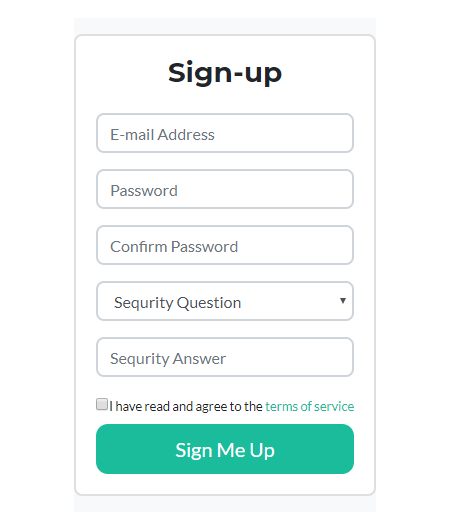 Sign-up
E-mail Address
Password
Confirm Password
Sequrity Question
Sequrity Answer
I have read and agree to the terms of service
Sign Me Up